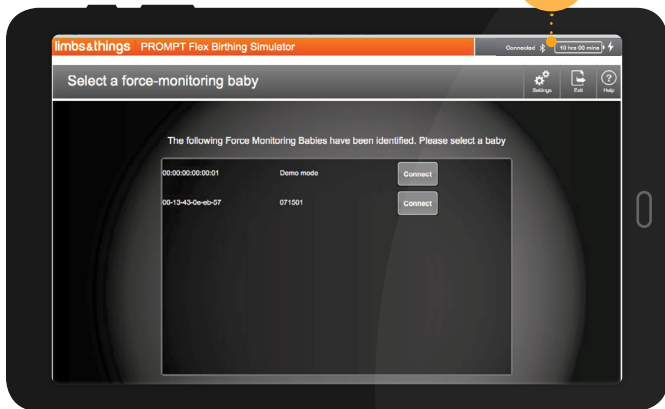 limbs&things PROMPT Flex Birthing Simulator Connected 10 hrs 00 mins
Select a force-monitoring baby Settings Exit ? Help
The following Force Monitoring Babies have been identified. Please select a baby
00:00:00:00:00:01 Demo mode Connect
00-13-43-0e-eb-57 071501 Connect